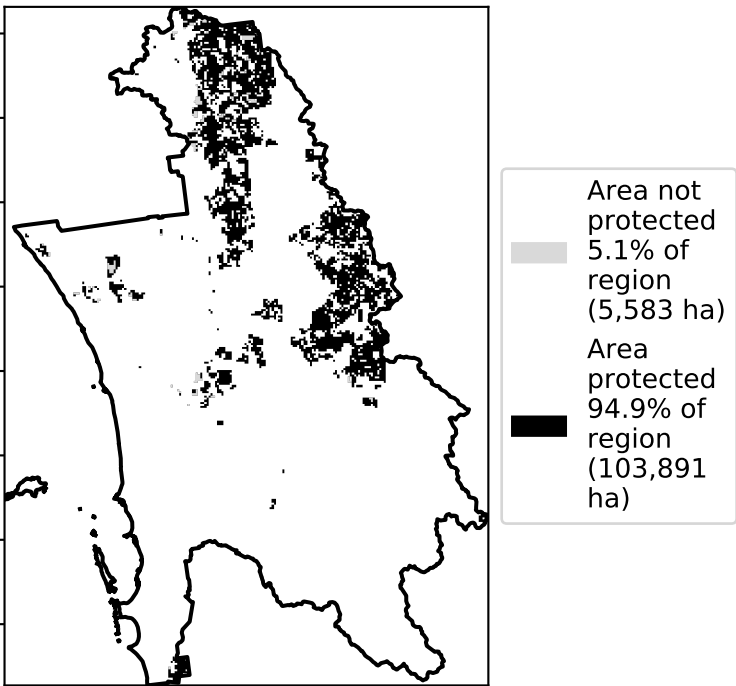 Area not
protected
5.1% of
region
(5,583 ha)
Area
protected
94.9% of
region
(103,891
ha)